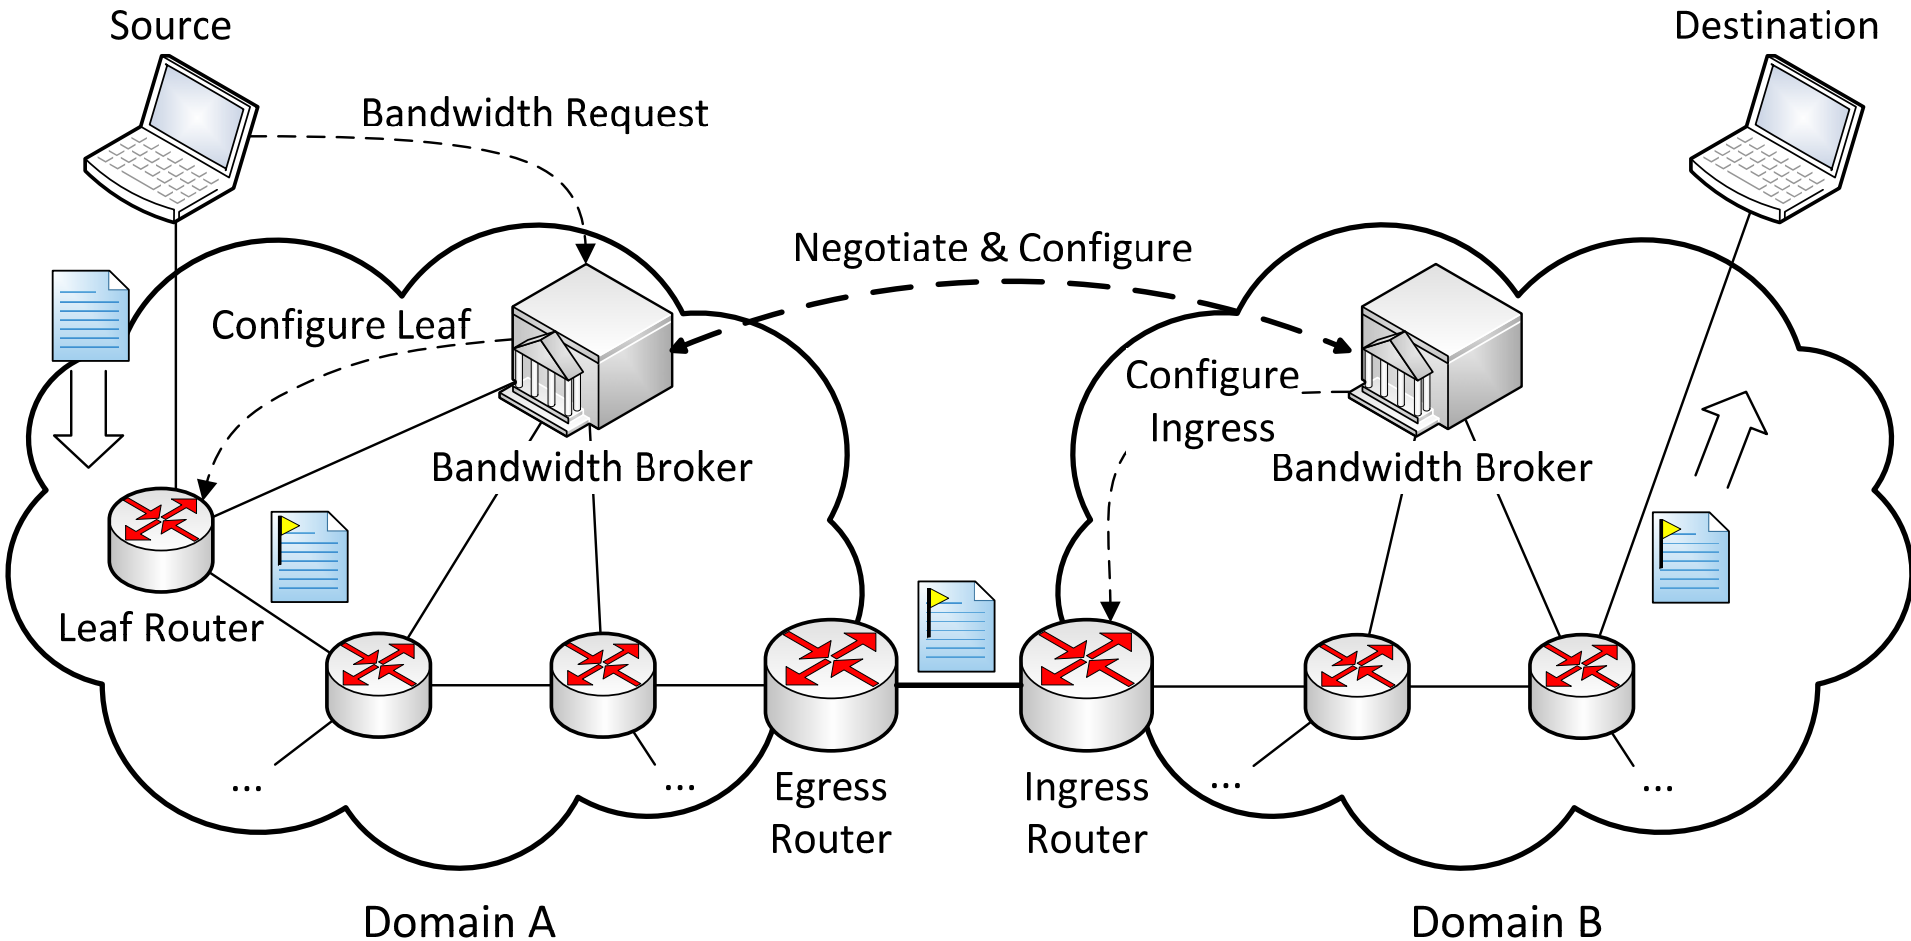 Source
Destination
Bandwidth Request
Negotiate & Configure
Configure Leaf
Configure
Ingress
Bandwidth Broker
Bandwidth Broker
Leaf Router
...
...
Egress
Router
Ingress
Router
...
...
Domain A
Domain B